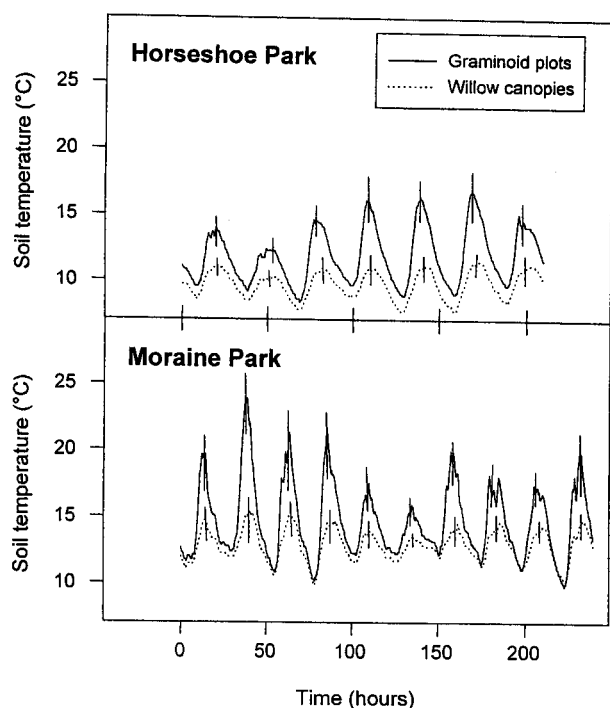 Horseshoe Park
Graminoid plots
Willow canopies
Soil temperature (°C)
25
20
15
10
Moraine Park
Soil temperature (°C)
25
20
15
10
0
50
100
150
200
Time (hours)